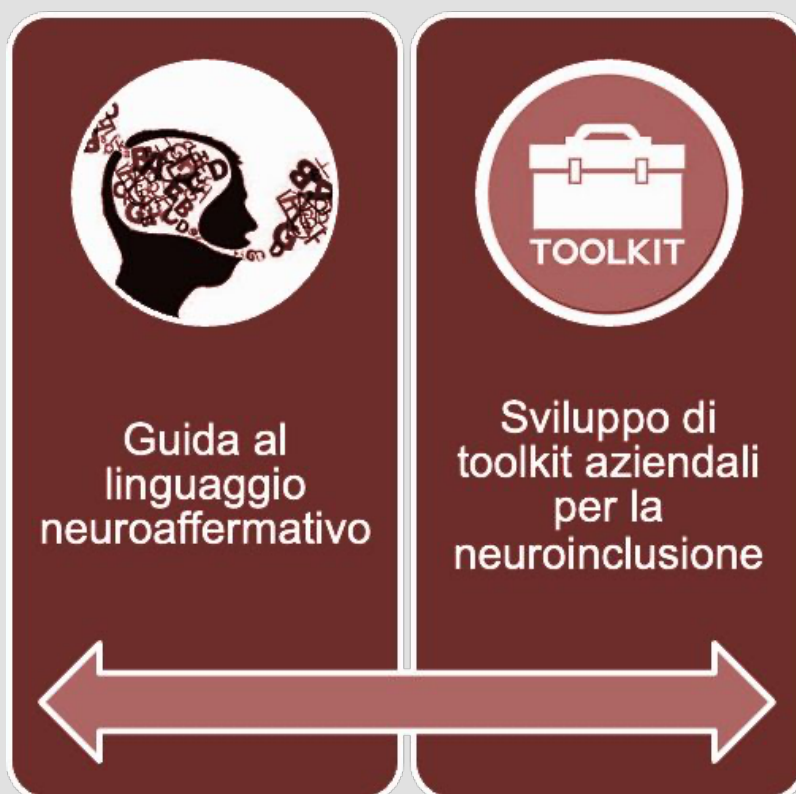 TOOLKIT
Guida al
linguaggio
neuroaffermativo
Sviluppo di
toolkit aziendali
per la
neuroinclusione